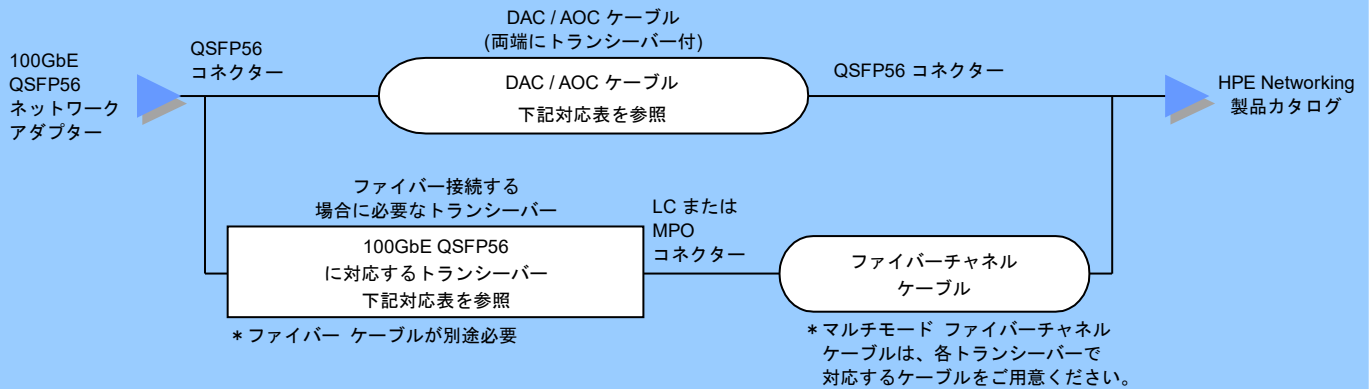 DAC / AOC ケーブル
(両端にトランシーバー付)
100GbE
QSFP56
ネットワーク
アダプター
QSFP56
コネクター
DAC / AOC ケーブル
下記対応表を参照
QSFP56 コネクター
HPE Networking
製品カタログ
ファイバー接続する
場合に必要なトランシーバー
100GbE QSFP56
に対応するトランシーバー
下記対応表を参照
*ファイバー ケーブルが別途必要
LC または
MPO
コネクター
ファイバーチャネル
ケーブル
*マルチモード ファイバーチャネル
ケーブルは、各トランシーバーで
対応するケーブルをご用意ください。